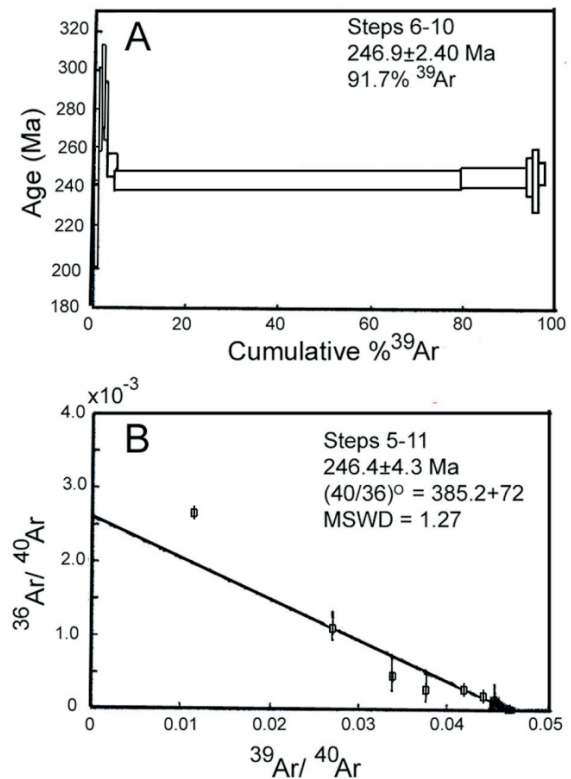 A
Steps 6-10
246.9±2.40 Ma
91.7% ³⁹Ar
320
300
280
260
240
220
200
180
Age (Ma)
0 20 40 60 80 100
Cumulative %³⁹Ar
x10⁻³
B
Steps 5-11
246.4±4.3 Ma
(40/36)ᴼ = 385.2+72
MSWD = 1.27
4.0
3.0
2.0
1.0
0
³⁶Ar/ ⁴⁰Ar
0 0.01 0.02 0.03 0.04 0.05
³⁹Ar/ ⁴⁰Ar